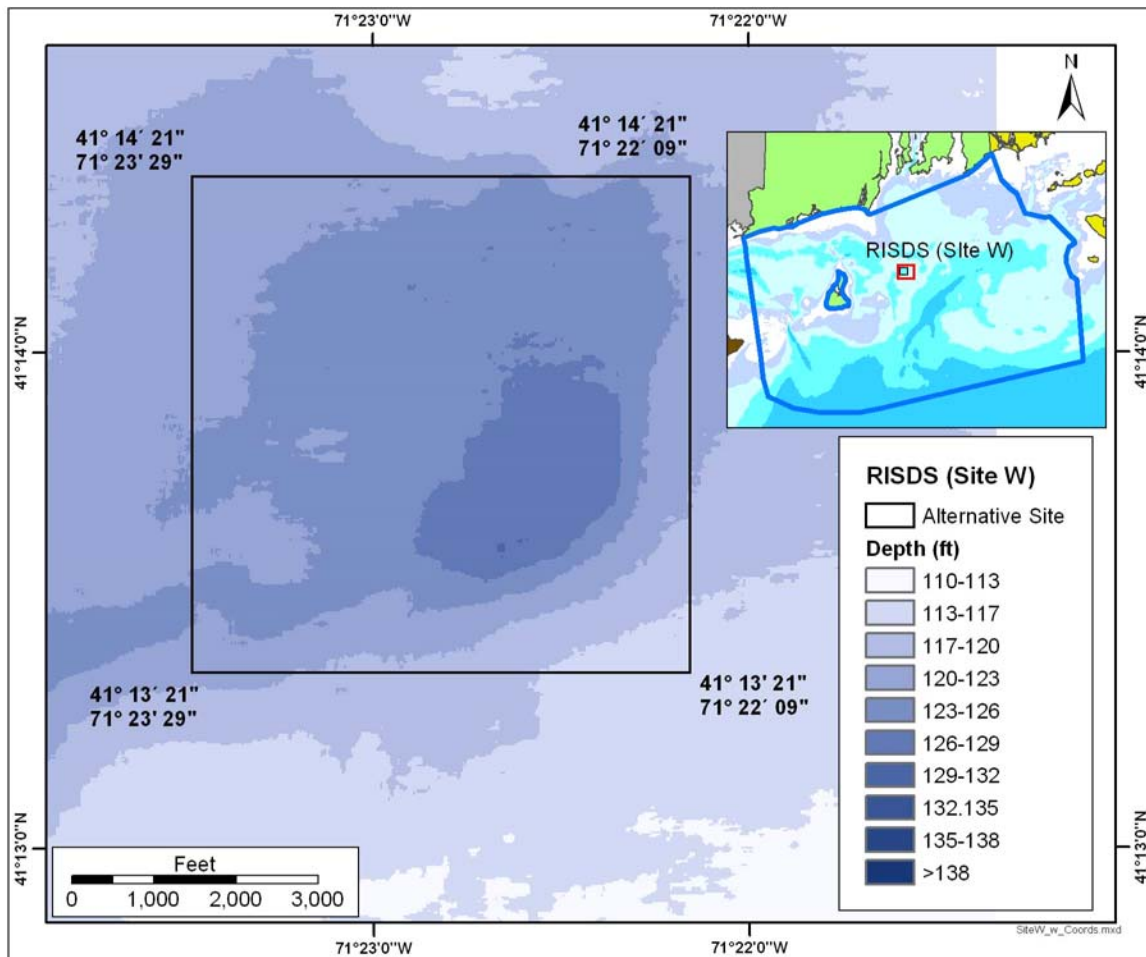 71°23'0"W
71°22'0"W
N
41° 14´ 21"
71° 23' 29"
41° 14´ 21"
71° 22´ 09"
RISDS (SIte W)
41°14'0"N
41°14'0"N
RISDS (Site W)
Alternative Site
Depth (ft)
110-113
113-117
117-120
120-123
123-126
126-129
129-132
132.135
135-138
>138
41° 13´ 21"
71° 23' 29"
41° 13' 21"
71° 22´ 09"
41°13'0"N
41°13'0"N
Feet
0 1,000 2,000 3,000
SiteW_w_Coords.mxd
71°23'0"W
71°22'0"W